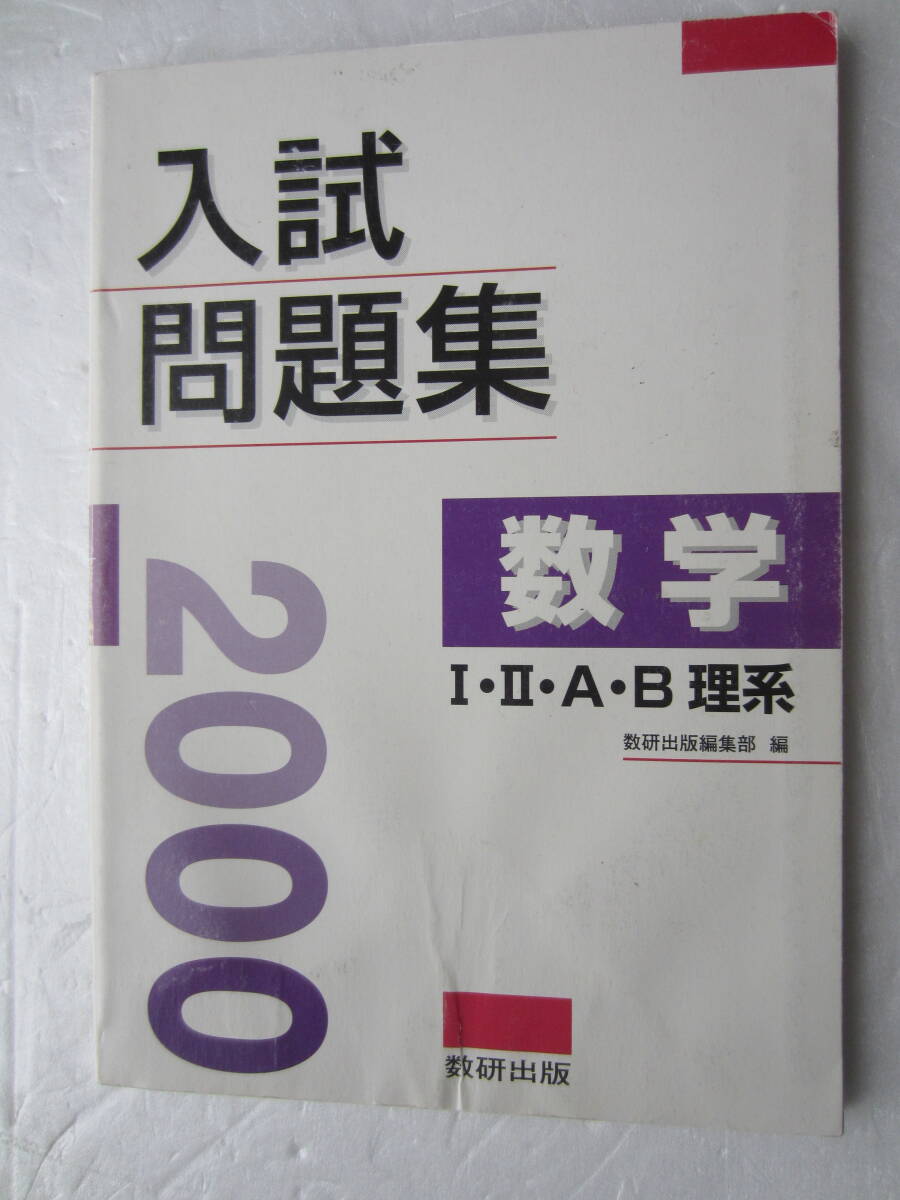 入試
問題集
2000
数学
I・II・A・B 理系
数研出版編集部 編
数研出版